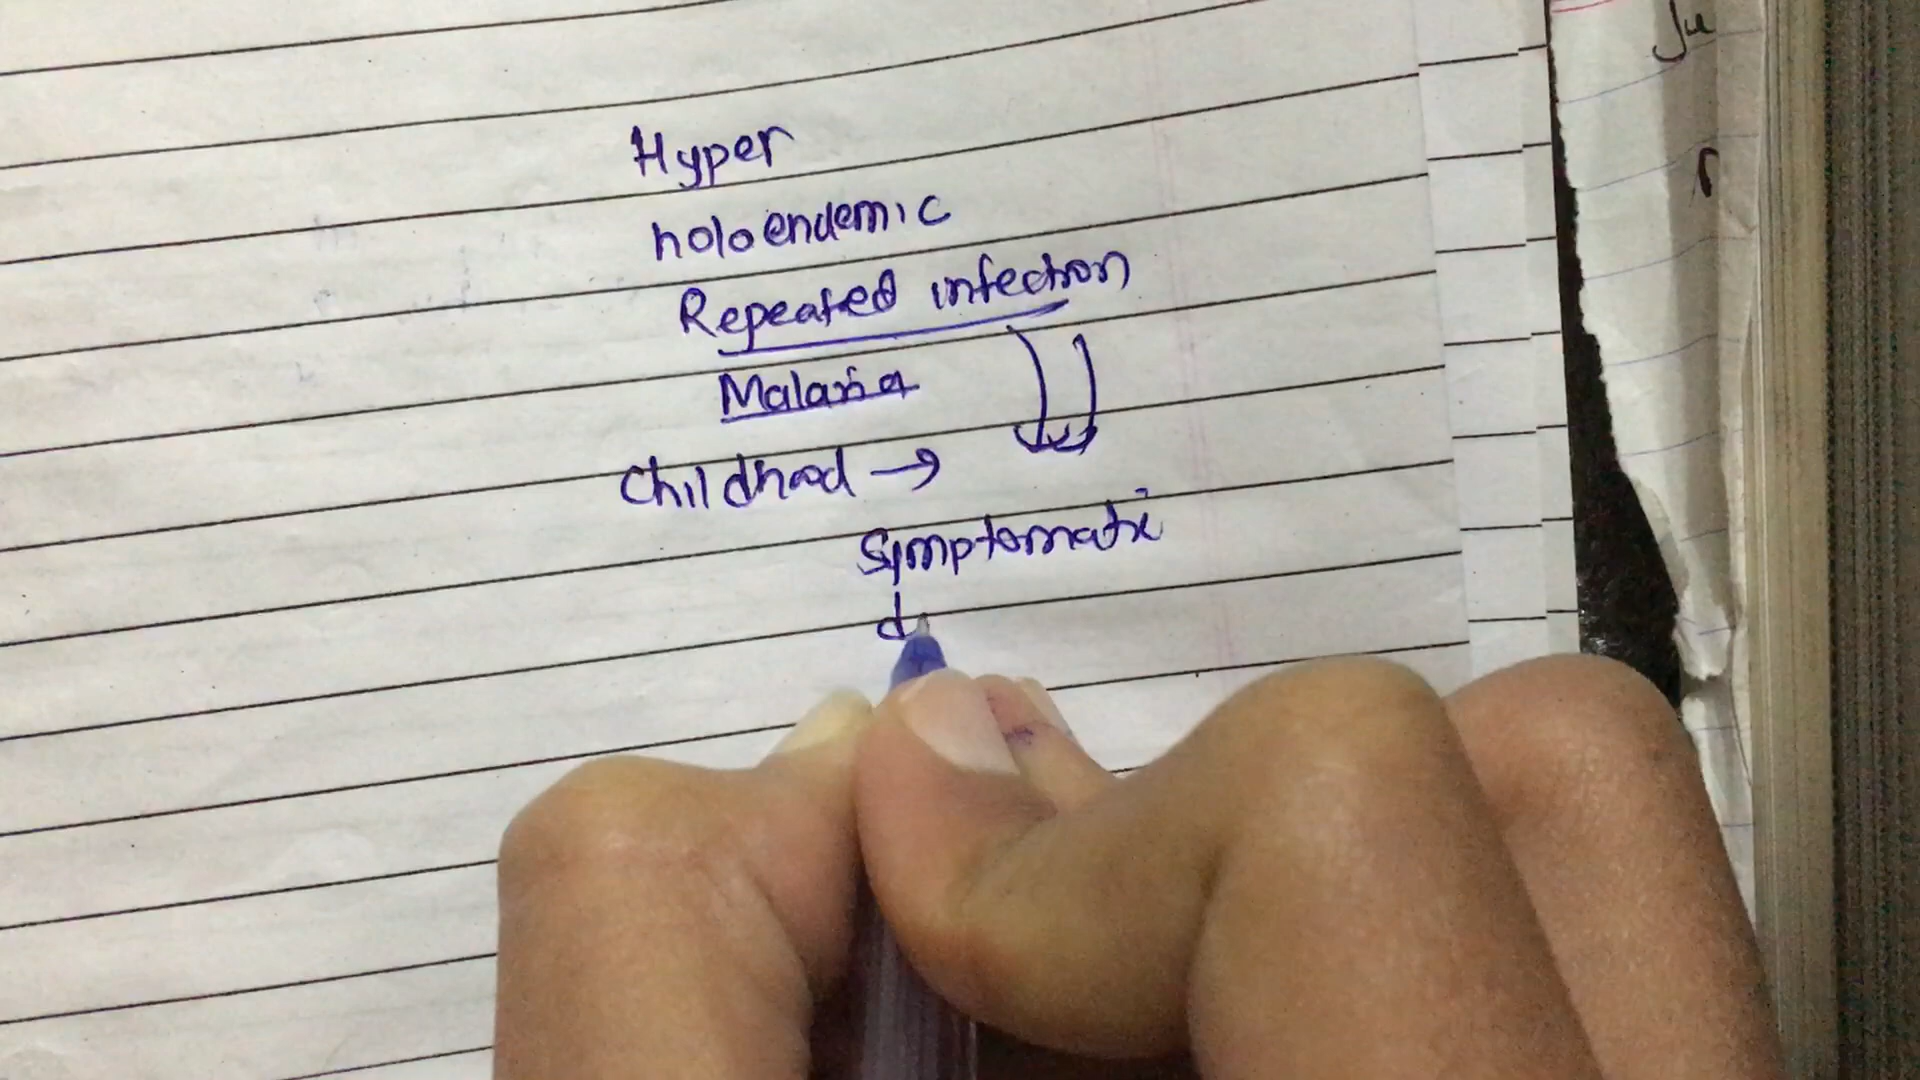 Hyper
holoendemic
Repeated infection
Malaria
Childhood →
Symptomatic
d